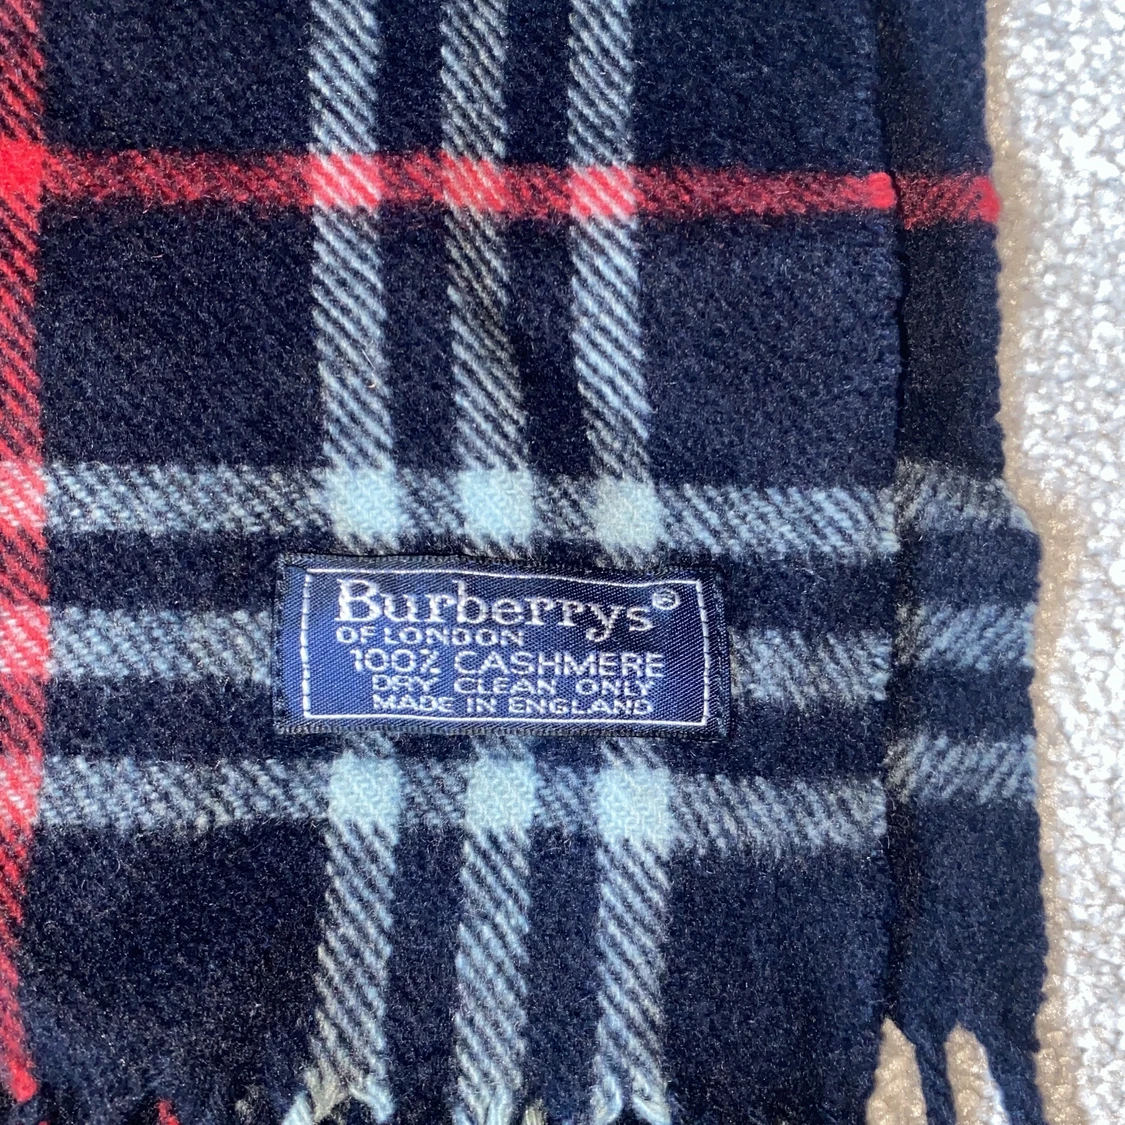 Burberrys®
OF LONDON
100% CASHMERE
DRY CLEAN ONLY
MADE IN ENGLAND